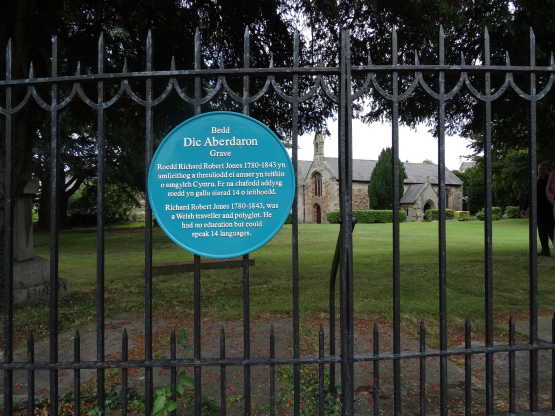 Bedd
Dic Aberdaron
Grave
Roedd Richard Robert Jones 1780-1843 yn
ymleithog a threuliodd ei amser yn teithio
o amgylch Cymru. Er na chafodd addysg
roedd yn gallu siarad 14 o ieithoedd.
Richard Robert Jones 1780-1843, was
a Welsh traveller and polyglot. He
had no education but could
speak 14 languages.